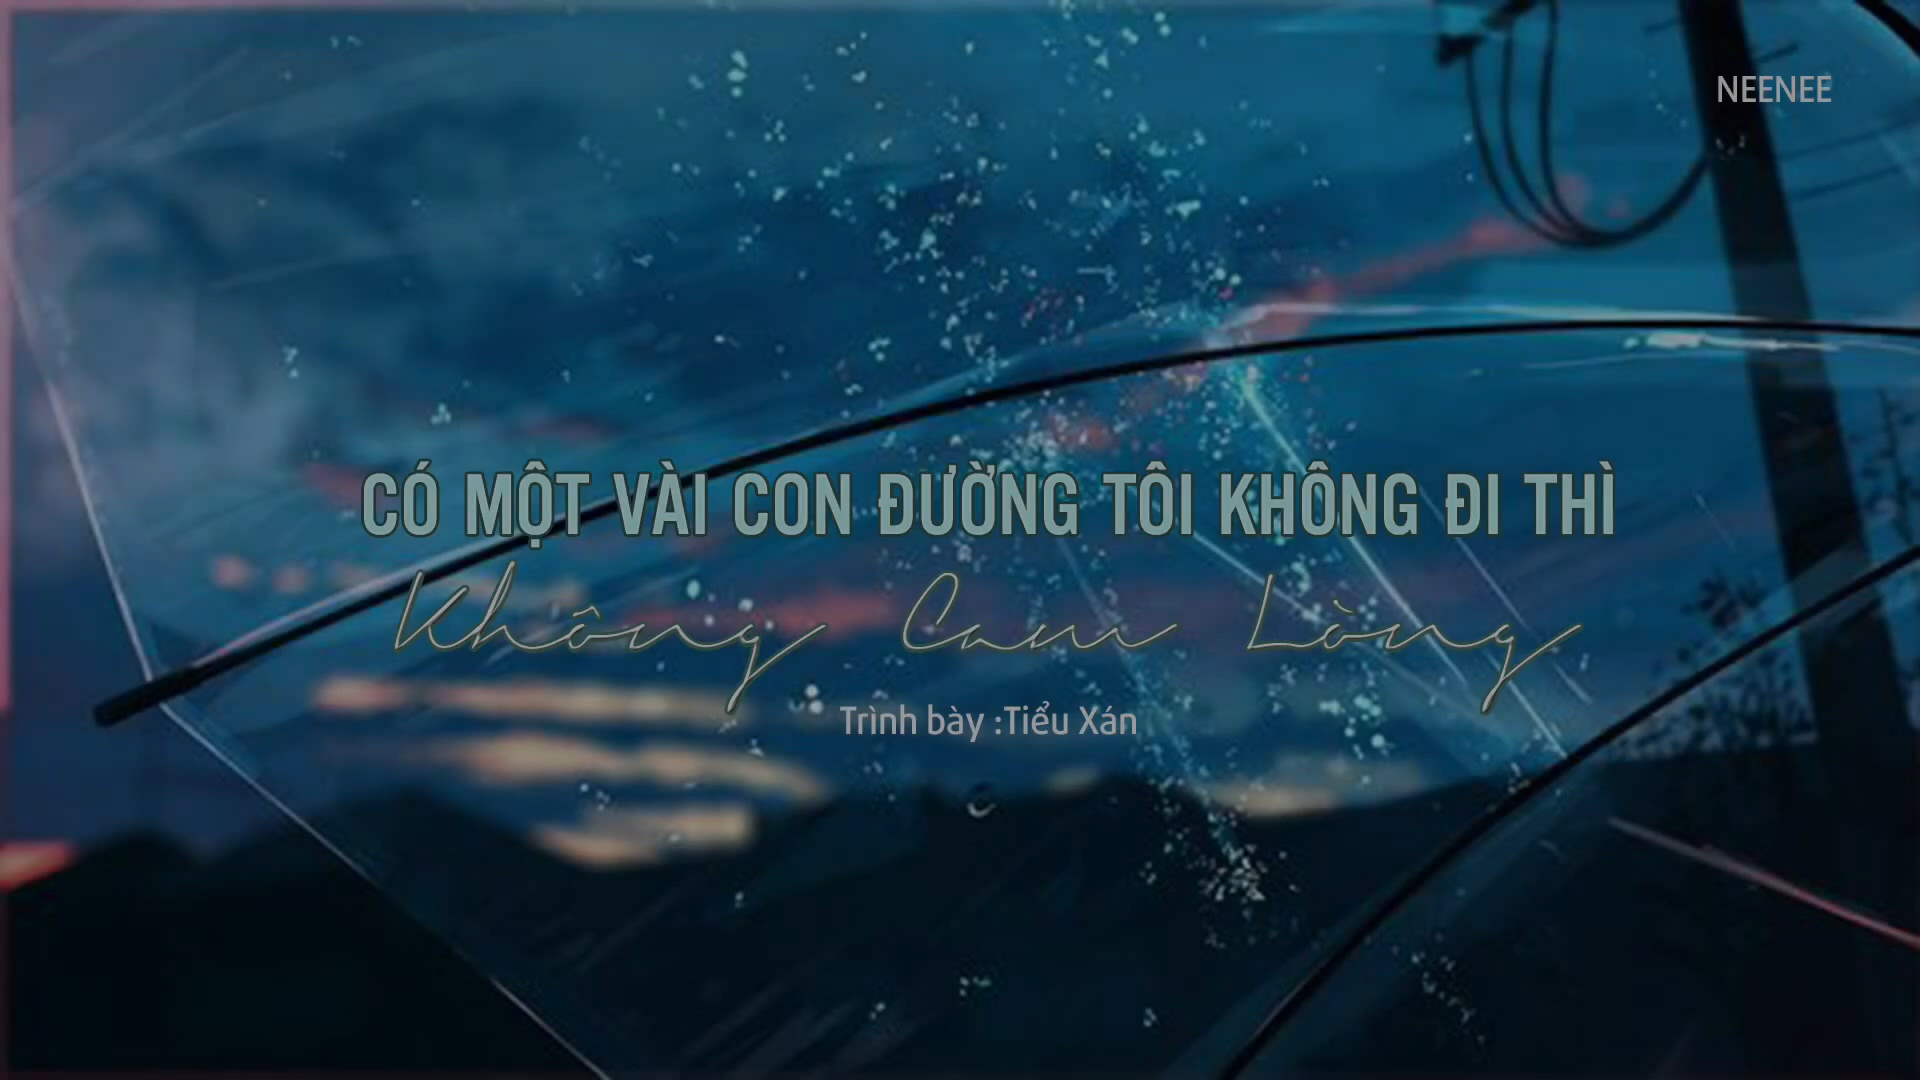 NEENEE
CÓ MỘT VÀI CON ĐƯỜNG TÔI KHÔNG ĐI THÌ
Không Cam Lòng
Trình bày :Tiểu Xán